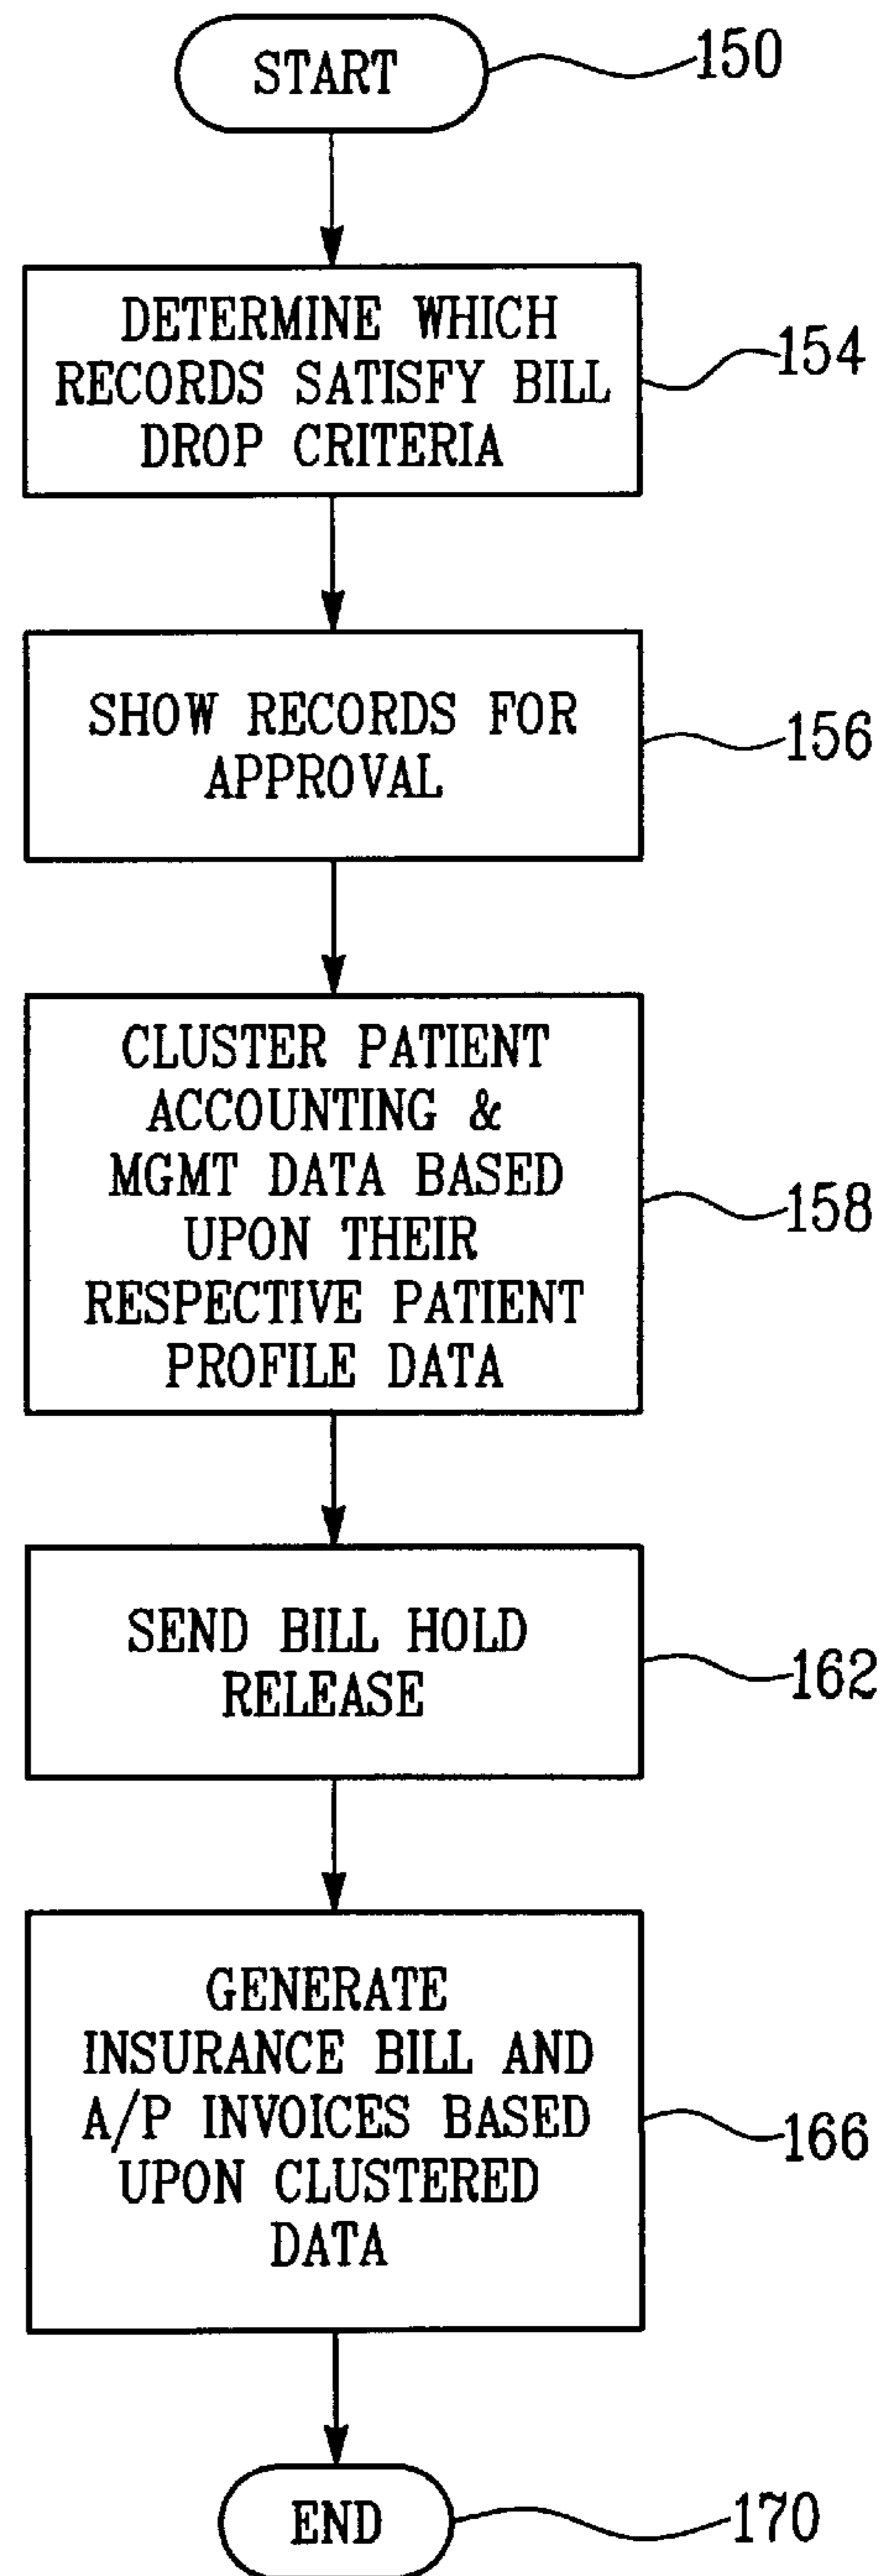 START
150
DETERMINE WHICH
RECORDS SATISFY BILL
DROP CRITERIA
154
SHOW RECORDS FOR
APPROVAL
156
CLUSTER PATIENT
ACCOUNTING &
MGMT DATA BASED
UPON THEIR
RESPECTIVE PATIENT
PROFILE DATA
158
SEND BILL HOLD
RELEASE
162
GENERATE
INSURANCE BILL AND
A/P INVOICES BASED
UPON CLUSTERED
DATA
166
END
170